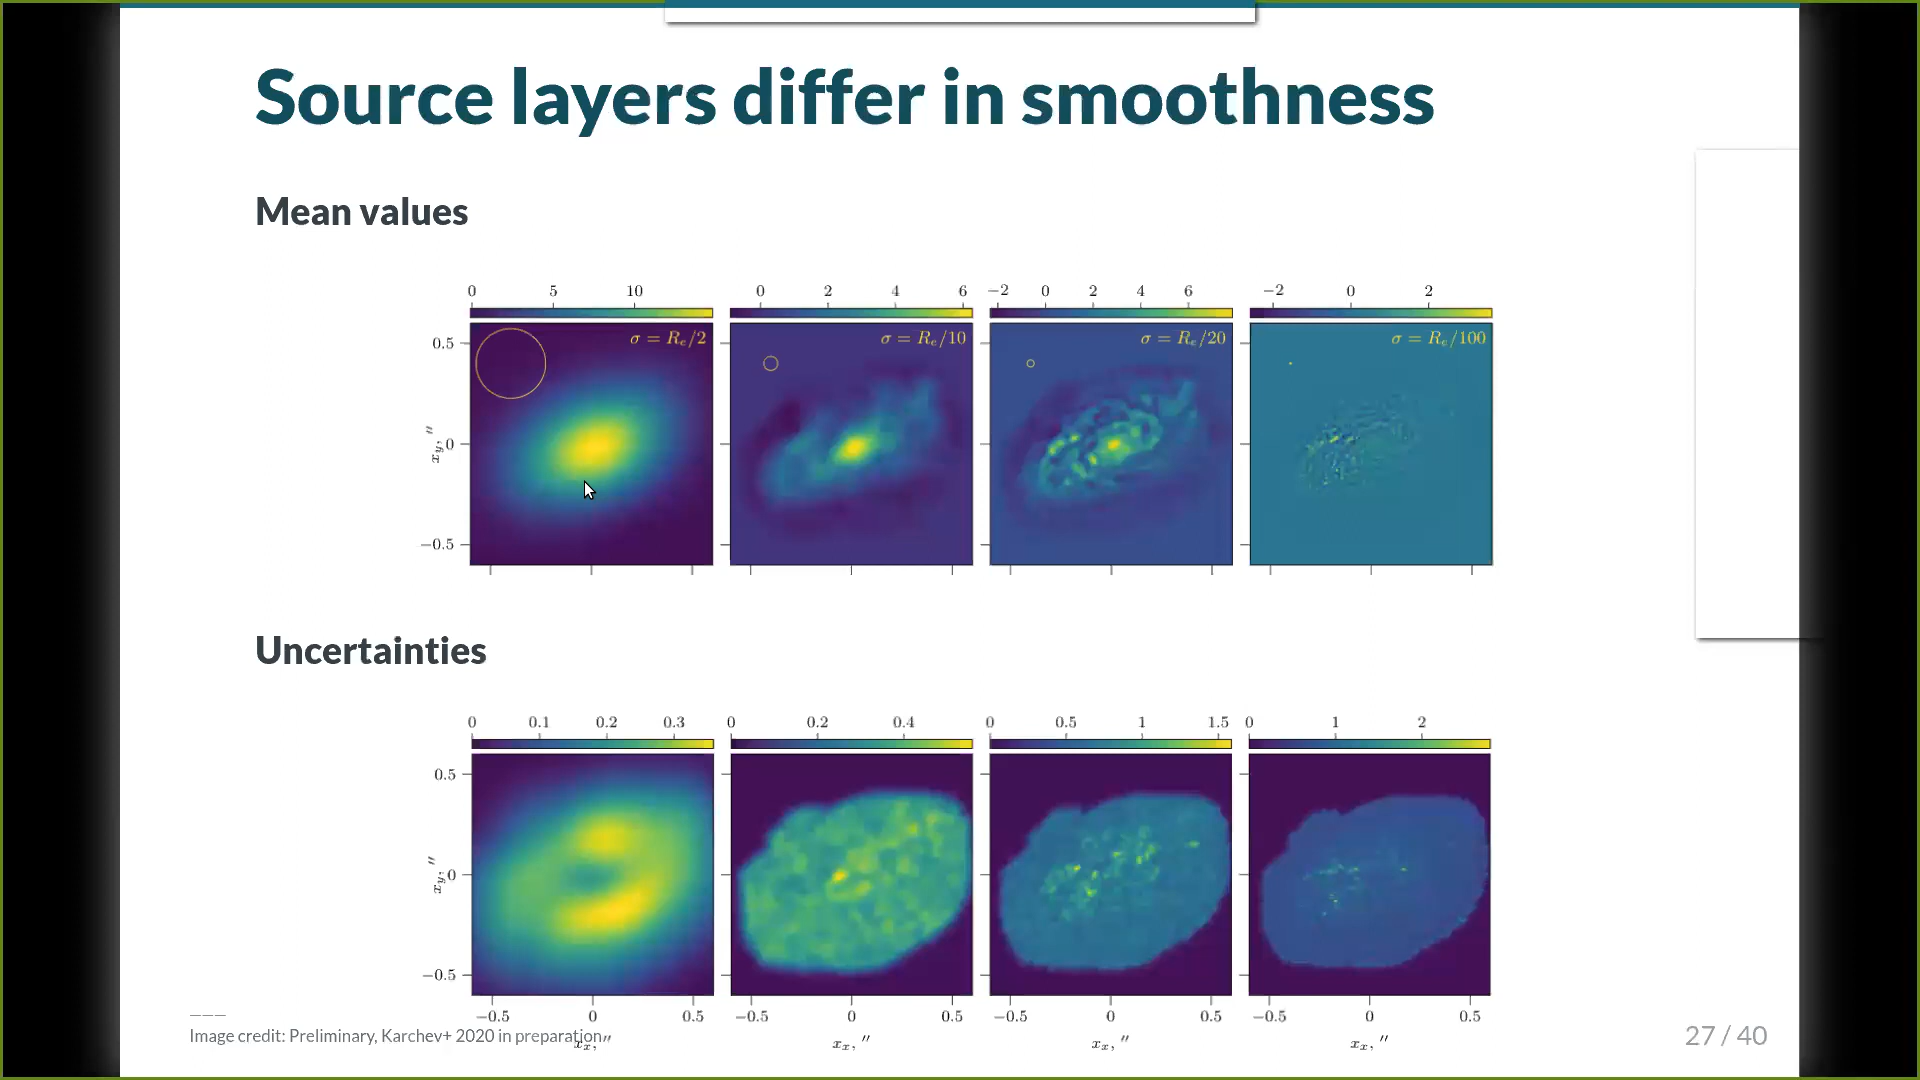 Source layers differ in smoothness
Mean values
0 5 10 0 2 4 6 −2 0 2 4 6 −2 0 2
σ = Rₑ/2 σ = Rₑ/10 σ = Rₑ/20 σ = Rₑ/100
0.5
x_y, ″ 0
−0.5
Uncertainties
0 0.1 0.2 0.3 0 0.2 0.4 0 0.5 1 1.5 0 1 2
0.5
x_y, ″ 0
−0.5
−0.5 0 0.5 −0.5 0 0.5 −0.5 0 0.5 −0.5 0 0.5
x_x, ″ x_x, ″ x_x, ″ x_x, ″
Image credit: Preliminary, Karchev+ 2020 in preparation
27 / 40